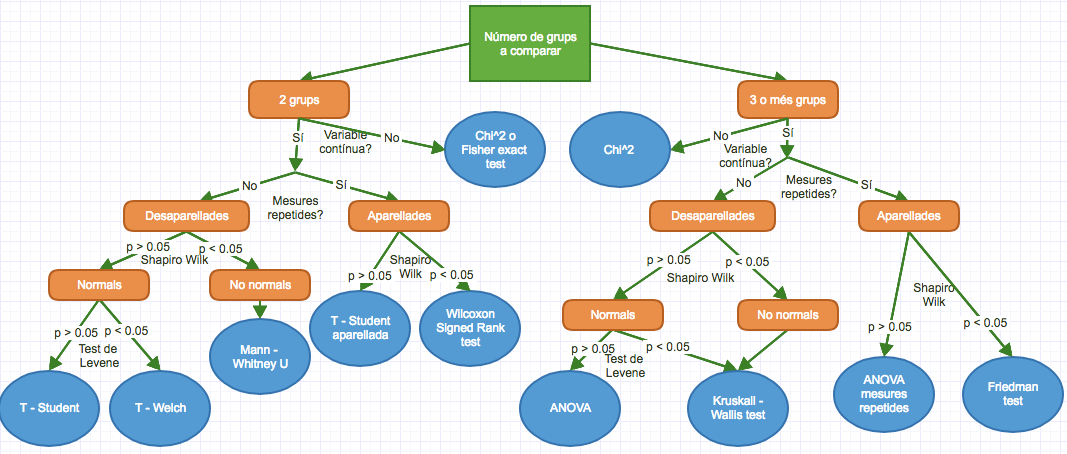 Número de grups
a comparar
2 grups
3 o més grups
Sí
Variable
contínua?
No
Chi^2 o
Fisher exact
test
Chi^2
No
Variable
contínua?
Sí
No
Mesures
repetides?
Sí
No
Mesures
repetides?
Sí
Desaparellades
Aparellades
Desaparellades
Aparellades
p > 0.05
Shapiro Wilk
p < 0.05
p > 0.05
Shapiro
Wilk
p < 0.05
p > 0.05
Shapiro Wilk
p < 0.05
Shapiro
Wilk
p > 0.05
p < 0.05
Normals
No normals
T - Student
aparellada
Wilcoxon
Signed Rank
test
Normals
No normals
p > 0.05
p < 0.05
Test de
Levene
Mann -
Whitney U
p > 0.05
p < 0.05
Test de
Levene
T - Student
T - Welch
ANOVA
Kruskall -
Wallis test
ANOVA
mesures
repetides
Friedman
test